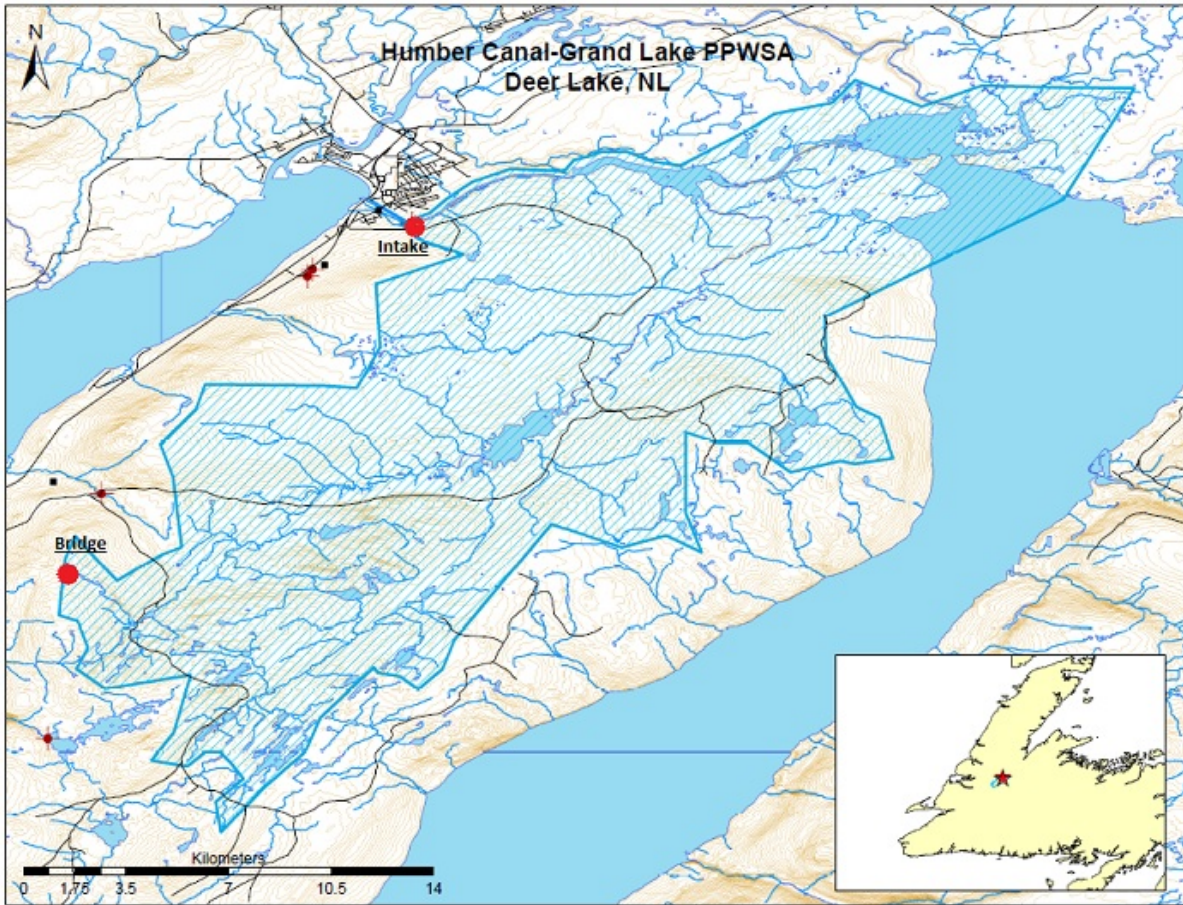 N
Humber Canal-Grand Lake PPWSA
Deer Lake, NL
Intake
Bridge
Kilometers
0 1.75 3.5 7 10.5 14